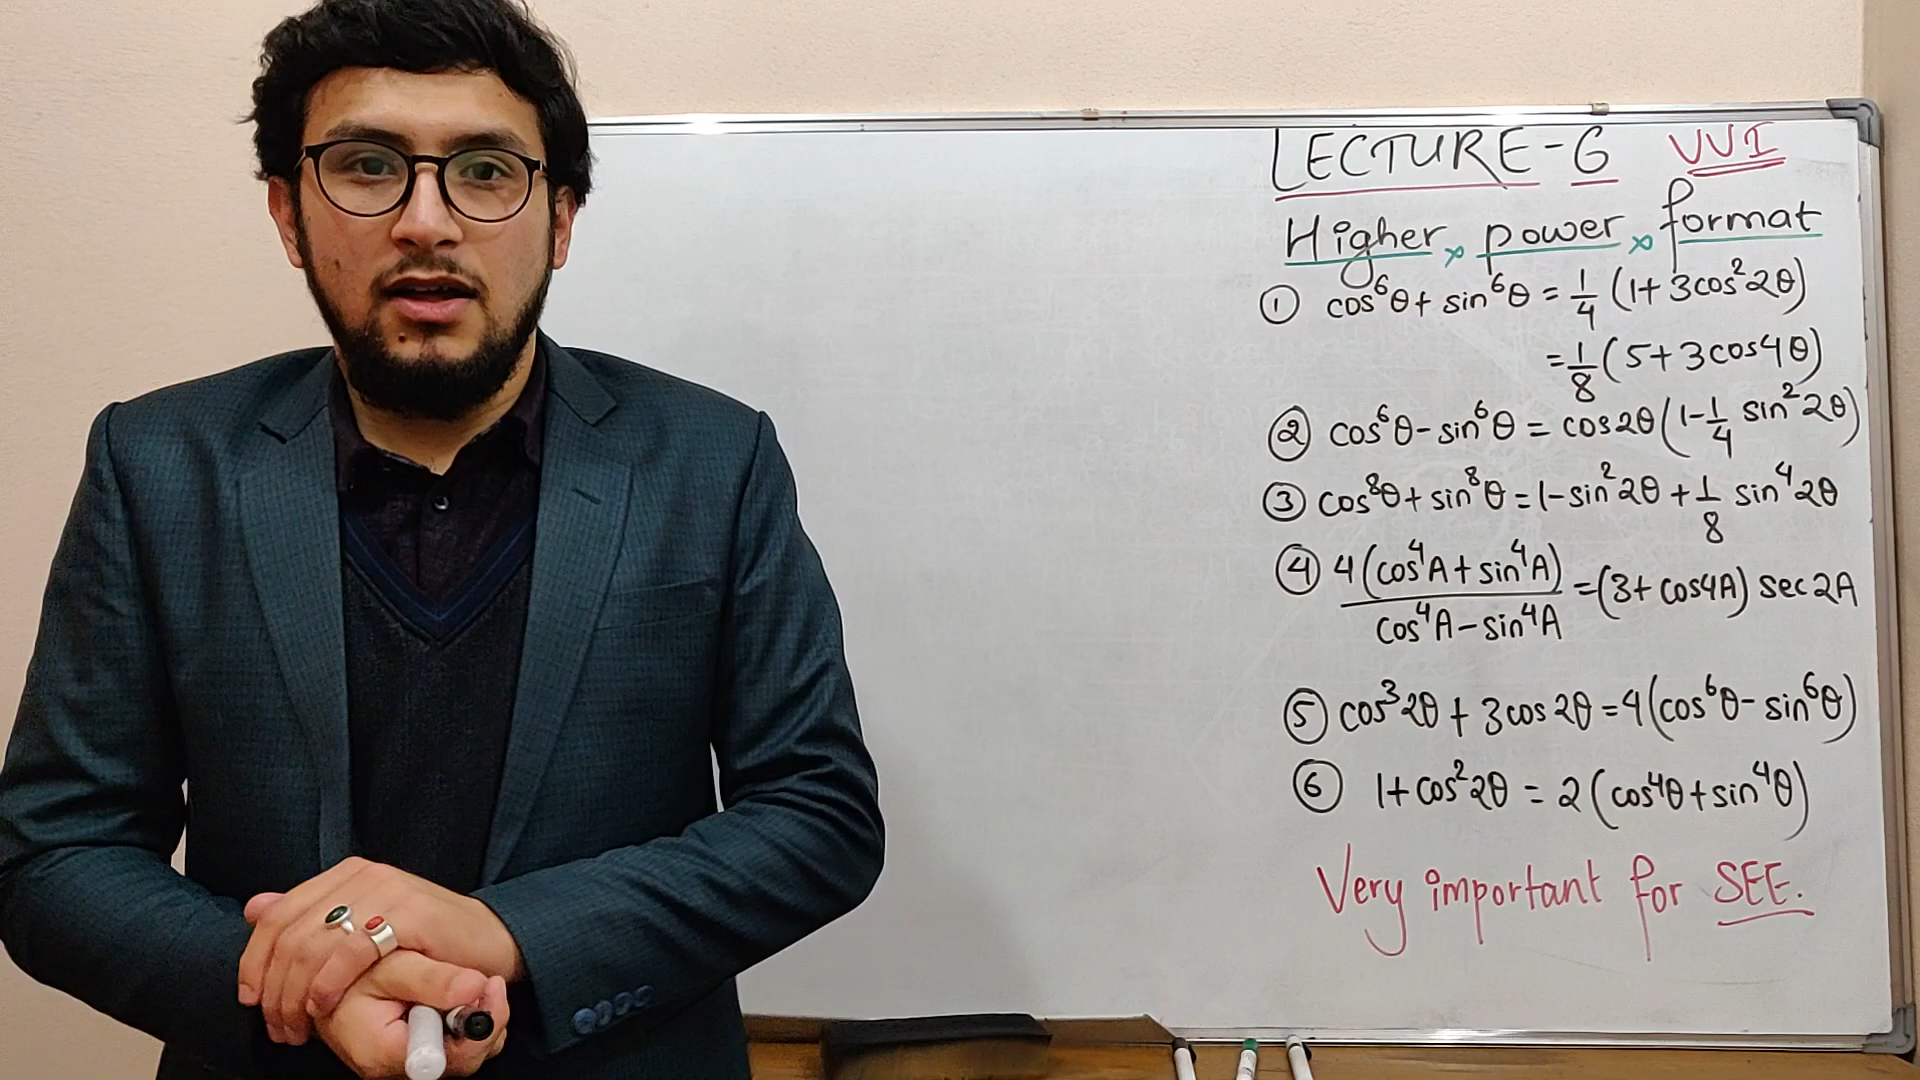 LECTURE-6 VVI
Higher power format
① cos⁶θ + sin⁶θ = 1/4 (1+3cos²2θ)
= 1/8 (5+3cos4θ)
② cos⁶θ - sin⁶θ = cos2θ (1 - 1/4 sin²2θ)
③ cos⁸θ + sin⁸θ = 1 - sin²2θ + 1/8 sin⁴2θ
④ 4(cos⁴A + sin⁴A) / cos⁴A - sin⁴A = (3+cos4A) sec2A
⑤ cos³2θ + 3cos2θ = 4(cos⁶θ - sin⁶θ)
⑥ 1+cos²2θ = 2(cos⁴θ + sin⁴θ)
Very important for SEE.